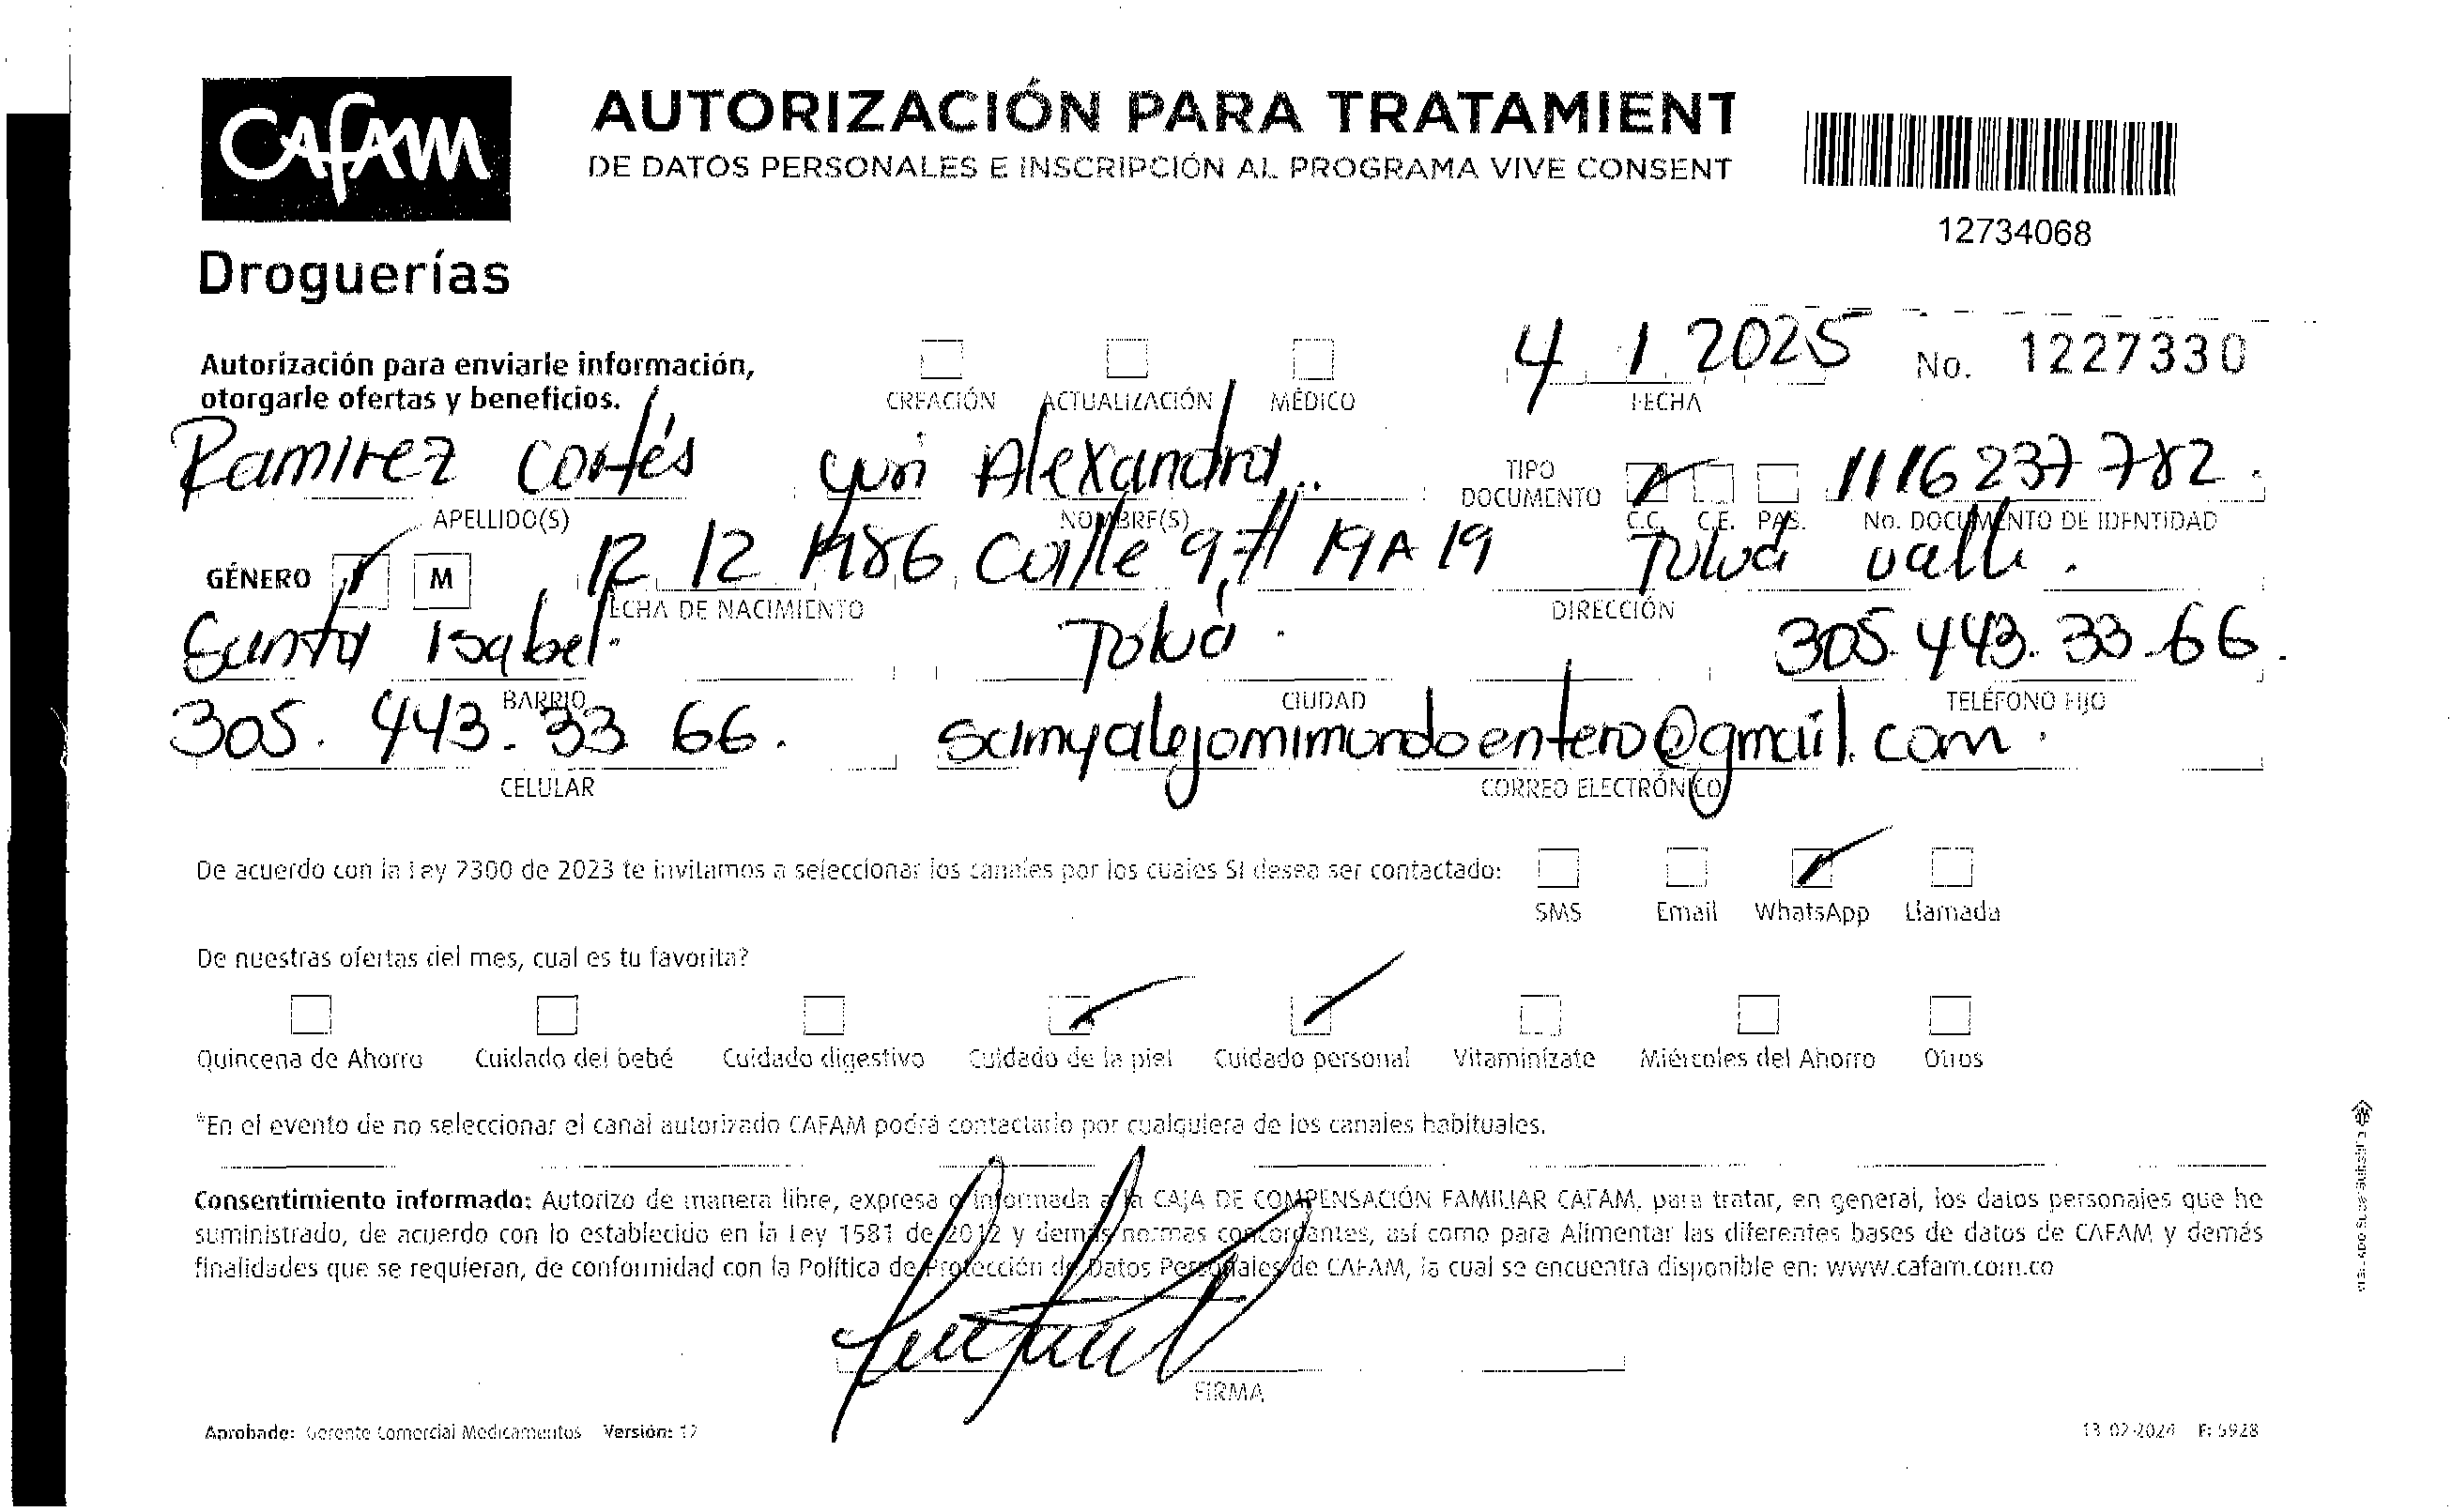 CAFAM
Droguerías
AUTORIZACIÓN PARA TRATAMIENT
DE DATOS PERSONALES E INSCRIPCIÓN AL PROGRAMA VIVE CONSENT
12734068
Autorización para enviarle información,
otorgarle ofertas y beneficios.
CREACIÓN ACTUALIZACIÓN MÉDICO
4 1 2025
FECHA
No. 1227330
Ramirez Cortés yuri Alexandra
APELLIDO(S) NOMBRE(S)
TIPO
DOCUMENTO
C.C. C.E. PAS.
1116237782
No. DOCUMENTO DE IDENTIDAD
GÉNERO F M
12 12 1986 Calle 9 # 19A 19 Tuluá valle.
FECHA DE NACIMIENTO DIRECCIÓN
Santa Isabel. Tuluá. 305 443. 33.66.
BARRIO CIUDAD TELÉFONO FIJO
305. 443. 33 66. samyalejomimundoentero@gmail.com.
CELULAR CORREO ELECTRÓNICO
De acuerdo con la Ley 2300 de 2023 te invitamos a seleccionar los canales por los cuales SI desea ser contactado:
SMS Email WhatsApp Llamada
De nuestras ofertas del mes, cual es tu favorita?
Quincena de Ahorro Cuidado del bebé Cuidado digestivo Cuidado de la piel Cuidado personal Vitaminízate Miércoles del Ahorro Otros
*En el evento de no seleccionar el canal autorizado CAFAM podrá contactarlo por cualquiera de los canales habituales.
Consentimiento informado: Autorizo de manera libre, expresa e informada a la CAJA DE COMPENSACIÓN FAMILIAR CAFAM, para tratar, en general, los datos personales que he
suministrado, de acuerdo con lo establecido en la Ley 1581 de 2012 y demás normas concordantes, así como para Alimentar las diferentes bases de datos de CAFAM y demás
finalidades que se requieran, de conformidad con la Política de Protección de Datos Personales de CAFAM, la cual se encuentra disponible en: www.cafam.com.co
FIRMA
Aprobado: Gerente Comercial Medicamentos Versión: 12
13-02-2024 F: 5928